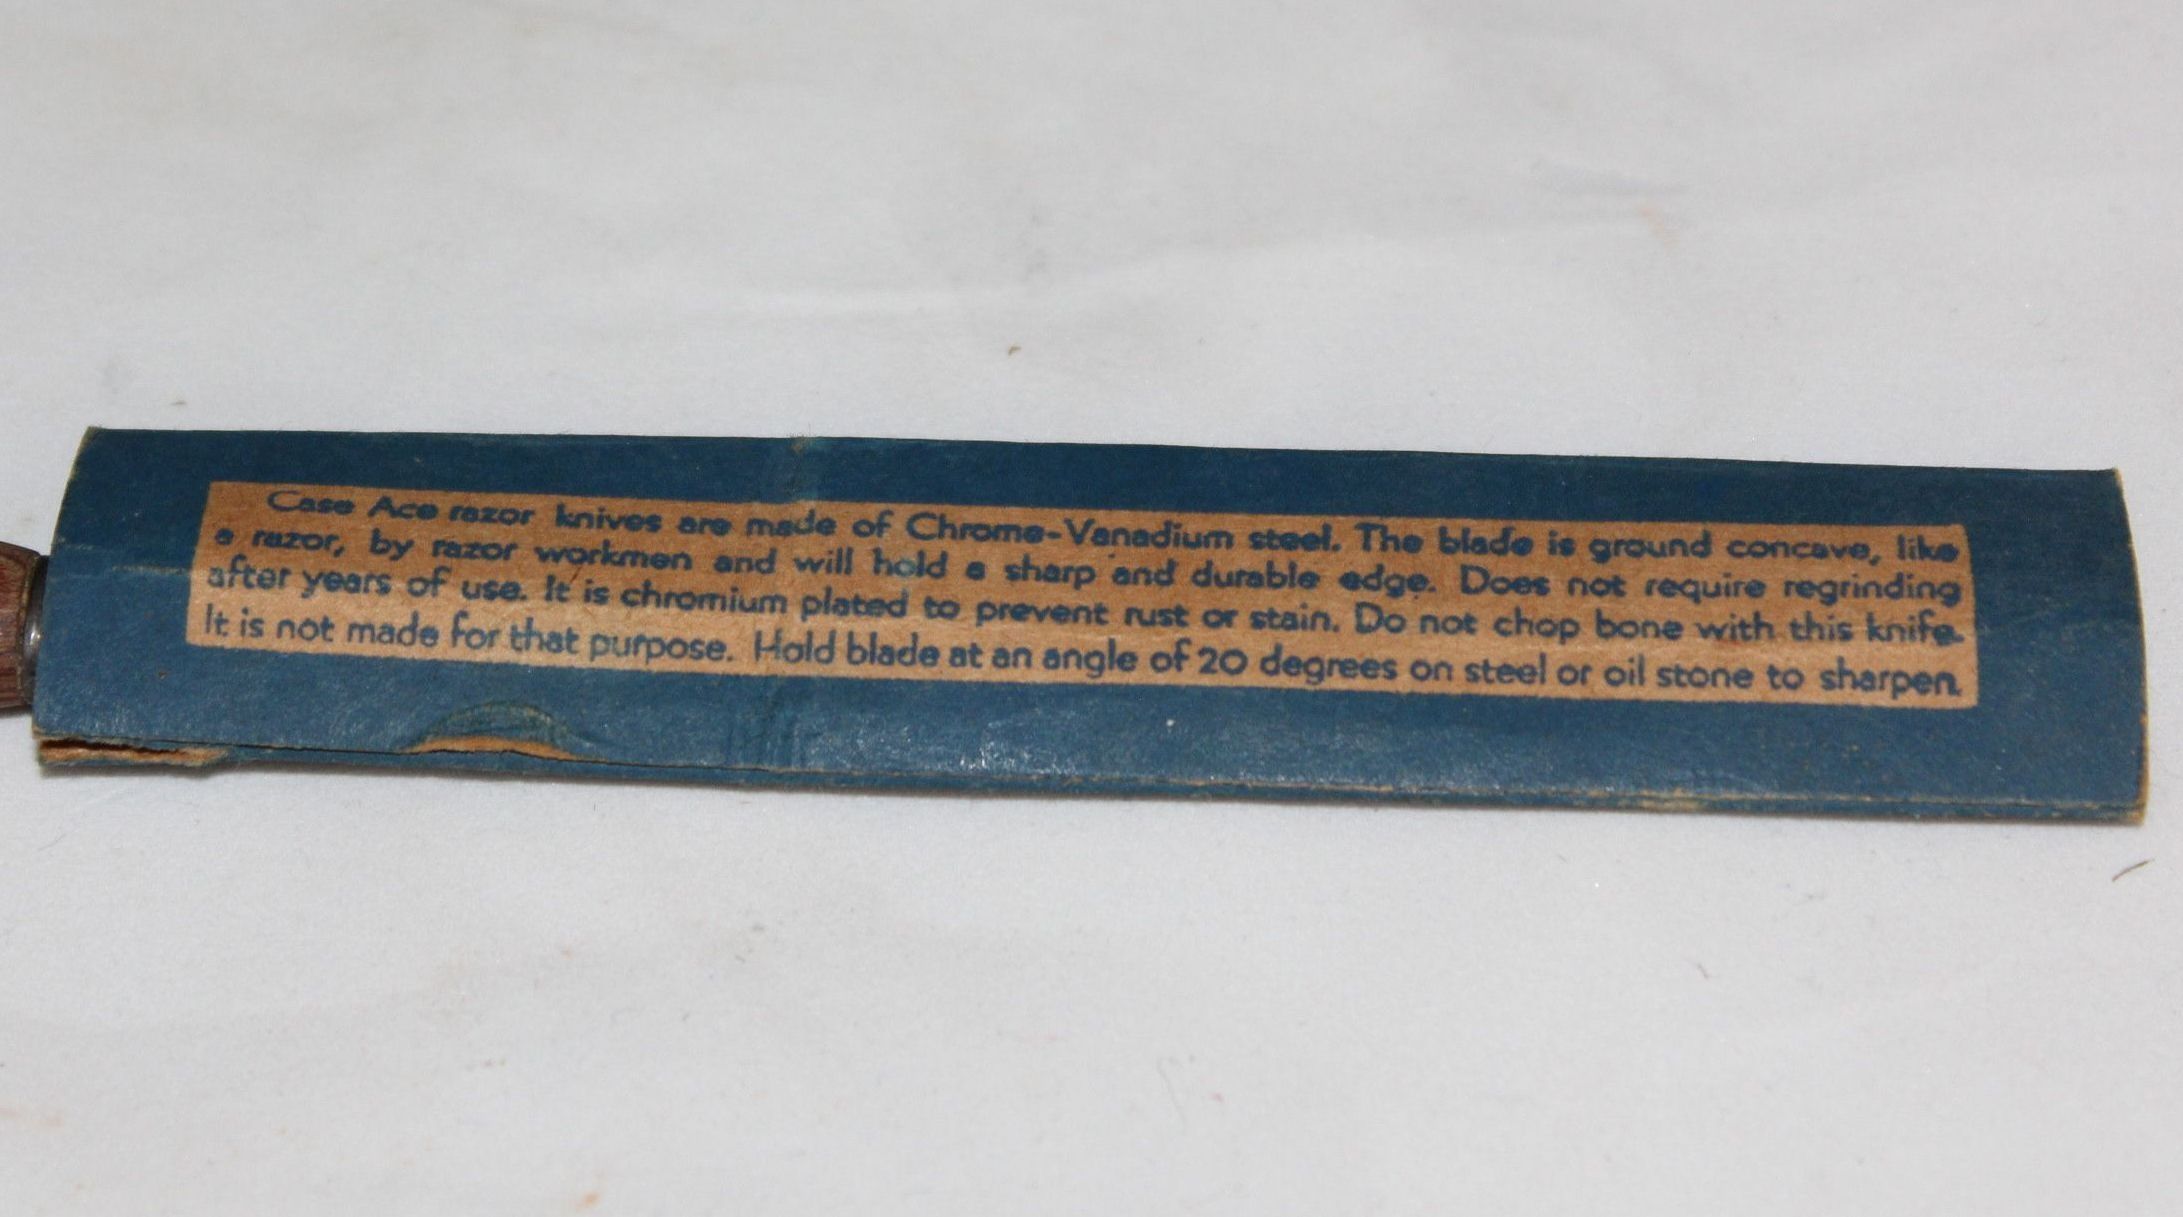 Case Ace razor knives are made of Chrome-Vanadium steel. The blade is ground concave, like
a razor, by razor workmen and will hold a sharp and durable edge. Does not require regrinding
after years of use. It is chromium plated to prevent rust or stain. Do not chop bone with this knife.
It is not made for that purpose. Hold blade at an angle of 20 degrees on steel or oil stone to sharpen.